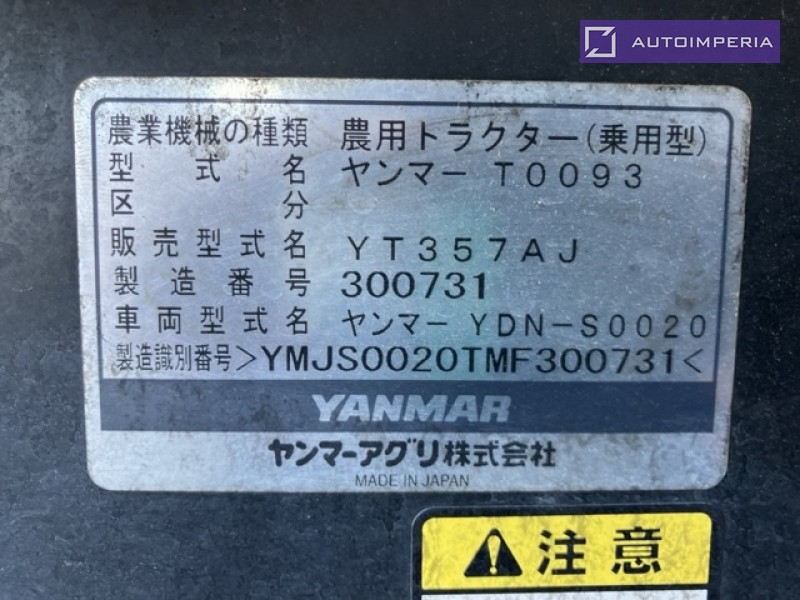 AUTOIMPERIA
農業機械の種類 農用トラクター(乗用型)
型式名 ヤンマー T0093
区分
販売型式名 YT357AJ
製造番号 300731
車両型式名 ヤンマー YDN-S0020
製造識別番号>YMJS0020TMF300731<
YANMAR
ヤンマーアグリ株式会社
MADE IN JAPAN
注意